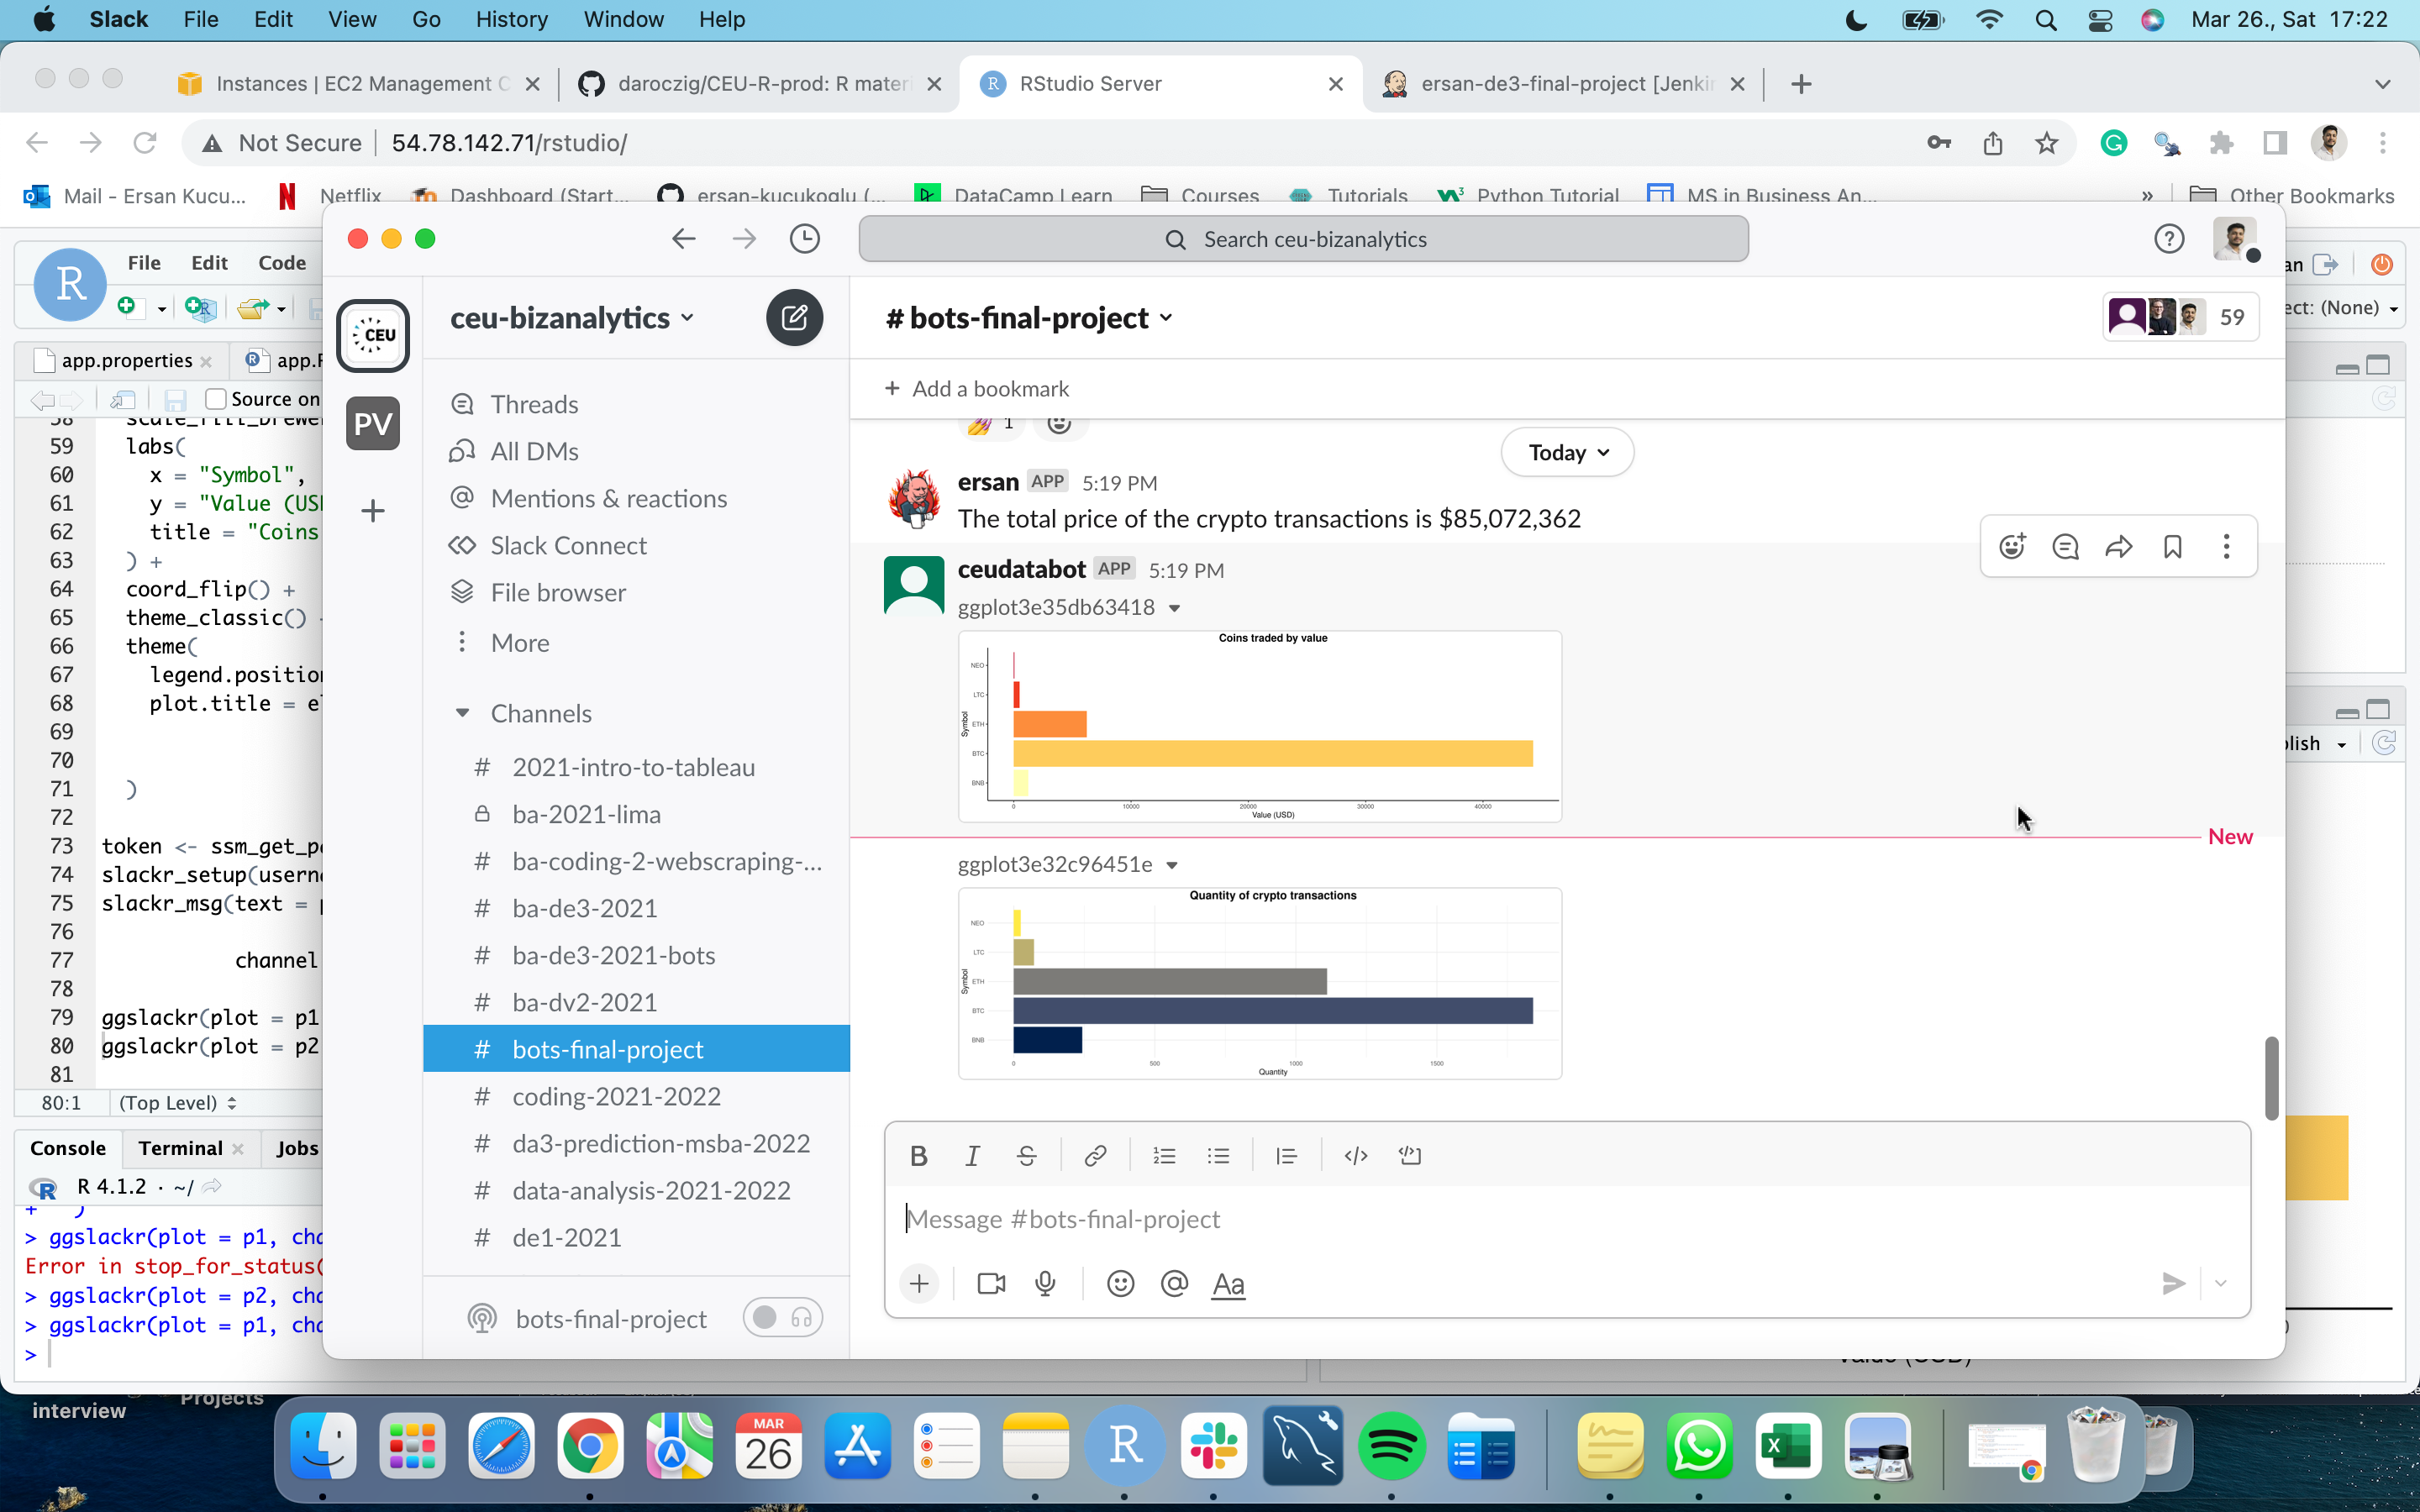 Slack File Edit View Go History Window Help
Mar 26., Sat 17:22
Instances | EC2 Management C
daroczig/CEU-R-prod: R materi
RStudio Server
ersan-de3-final-project [Jenkin
Not Secure 54.78.142.71/rstudio/
Mail - Ersan Kucu...
Netflix
Dashboard (Start...
ersan-kucukoglu (...
DataCamp Learn
Courses
Tutorials
Python Tutorial
MS in Business An...
»
Other Bookmarks
R
File Edit Code
app.properties
app.R
Source on
59 labs(
60 x = "Symbol",
61 y = "Value (US
62 title = "Coins
63 ) +
64 coord_flip() +
65 theme_classic()
66 theme(
67 legend.position
68 plot.title = el
69
70
71 )
72
73 token <- ssm_get_p
74 slackr_setup(userna
75 slackr_msg(text = p
76
77 channel
78
79 ggslackr(plot = p1
80 ggslackr(plot = p2
81
80:1 (Top Level)
Console Terminal Jobs
R 4.1.2 · ~/
+ )
> ggslackr(plot = p1, cha
Error in stop_for_status(
> ggslackr(plot = p2, cha
> ggslackr(plot = p1, cha
>
ect: (None)
Search ceu-bizanalytics
CEU
PV
ceu-bizanalytics
Threads
All DMs
Mentions & reactions
Slack Connect
File browser
More
Channels
# 2021-intro-to-tableau
ba-2021-lima
# ba-coding-2-webscraping-...
# ba-de3-2021
# ba-de3-2021-bots
# ba-dv2-2021
# bots-final-project
# coding-2021-2022
# da3-prediction-msba-2022
# data-analysis-2021-2022
# de1-2021
bots-final-project
# bots-final-project
59
+ Add a bookmark
1
Today
ersan APP 5:19 PM
The total price of the crypto transactions is $85,072,362
ceudatabot APP 5:19 PM
ggplot3e35db63418
Coins traded by value
Symbol
NEO
LTC
ETH
BTC
BNB
0 10000 20000 30000 40000
Value (USD)
New
ggplot3e32c96451e
Quantity of crypto transactions
Symbol
NEO
LTC
ETH
BTC
BNB
0 500 1000 1500
Quantity
B I S
Message #bots-final-project
Aa
interview
Projects
MAR
26
R